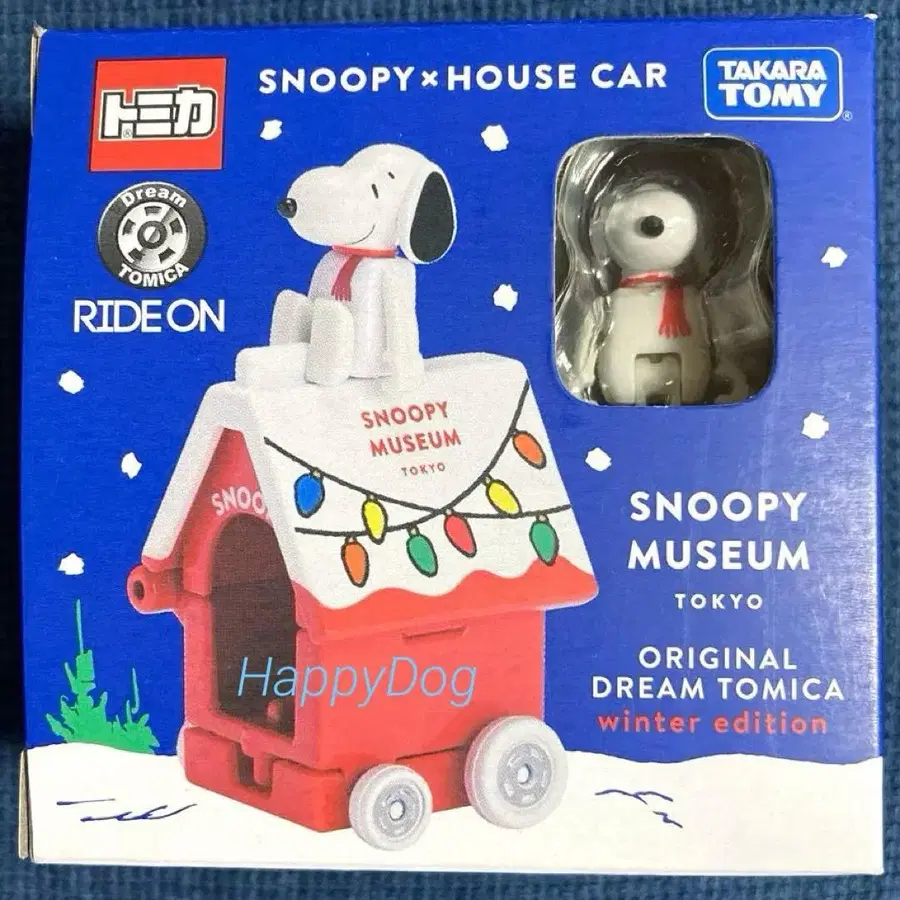 トミカ
®
SNOOPY × HOUSE CAR
TAKARA
TOMY
®
Dream
TOMICA
RIDE ON
SNOOPY
MUSEUM
TOKYO
SNOO
HappyDog
SNOOPY
MUSEUM
TOKYO
ORIGINAL
DREAM TOMICA
winter edition